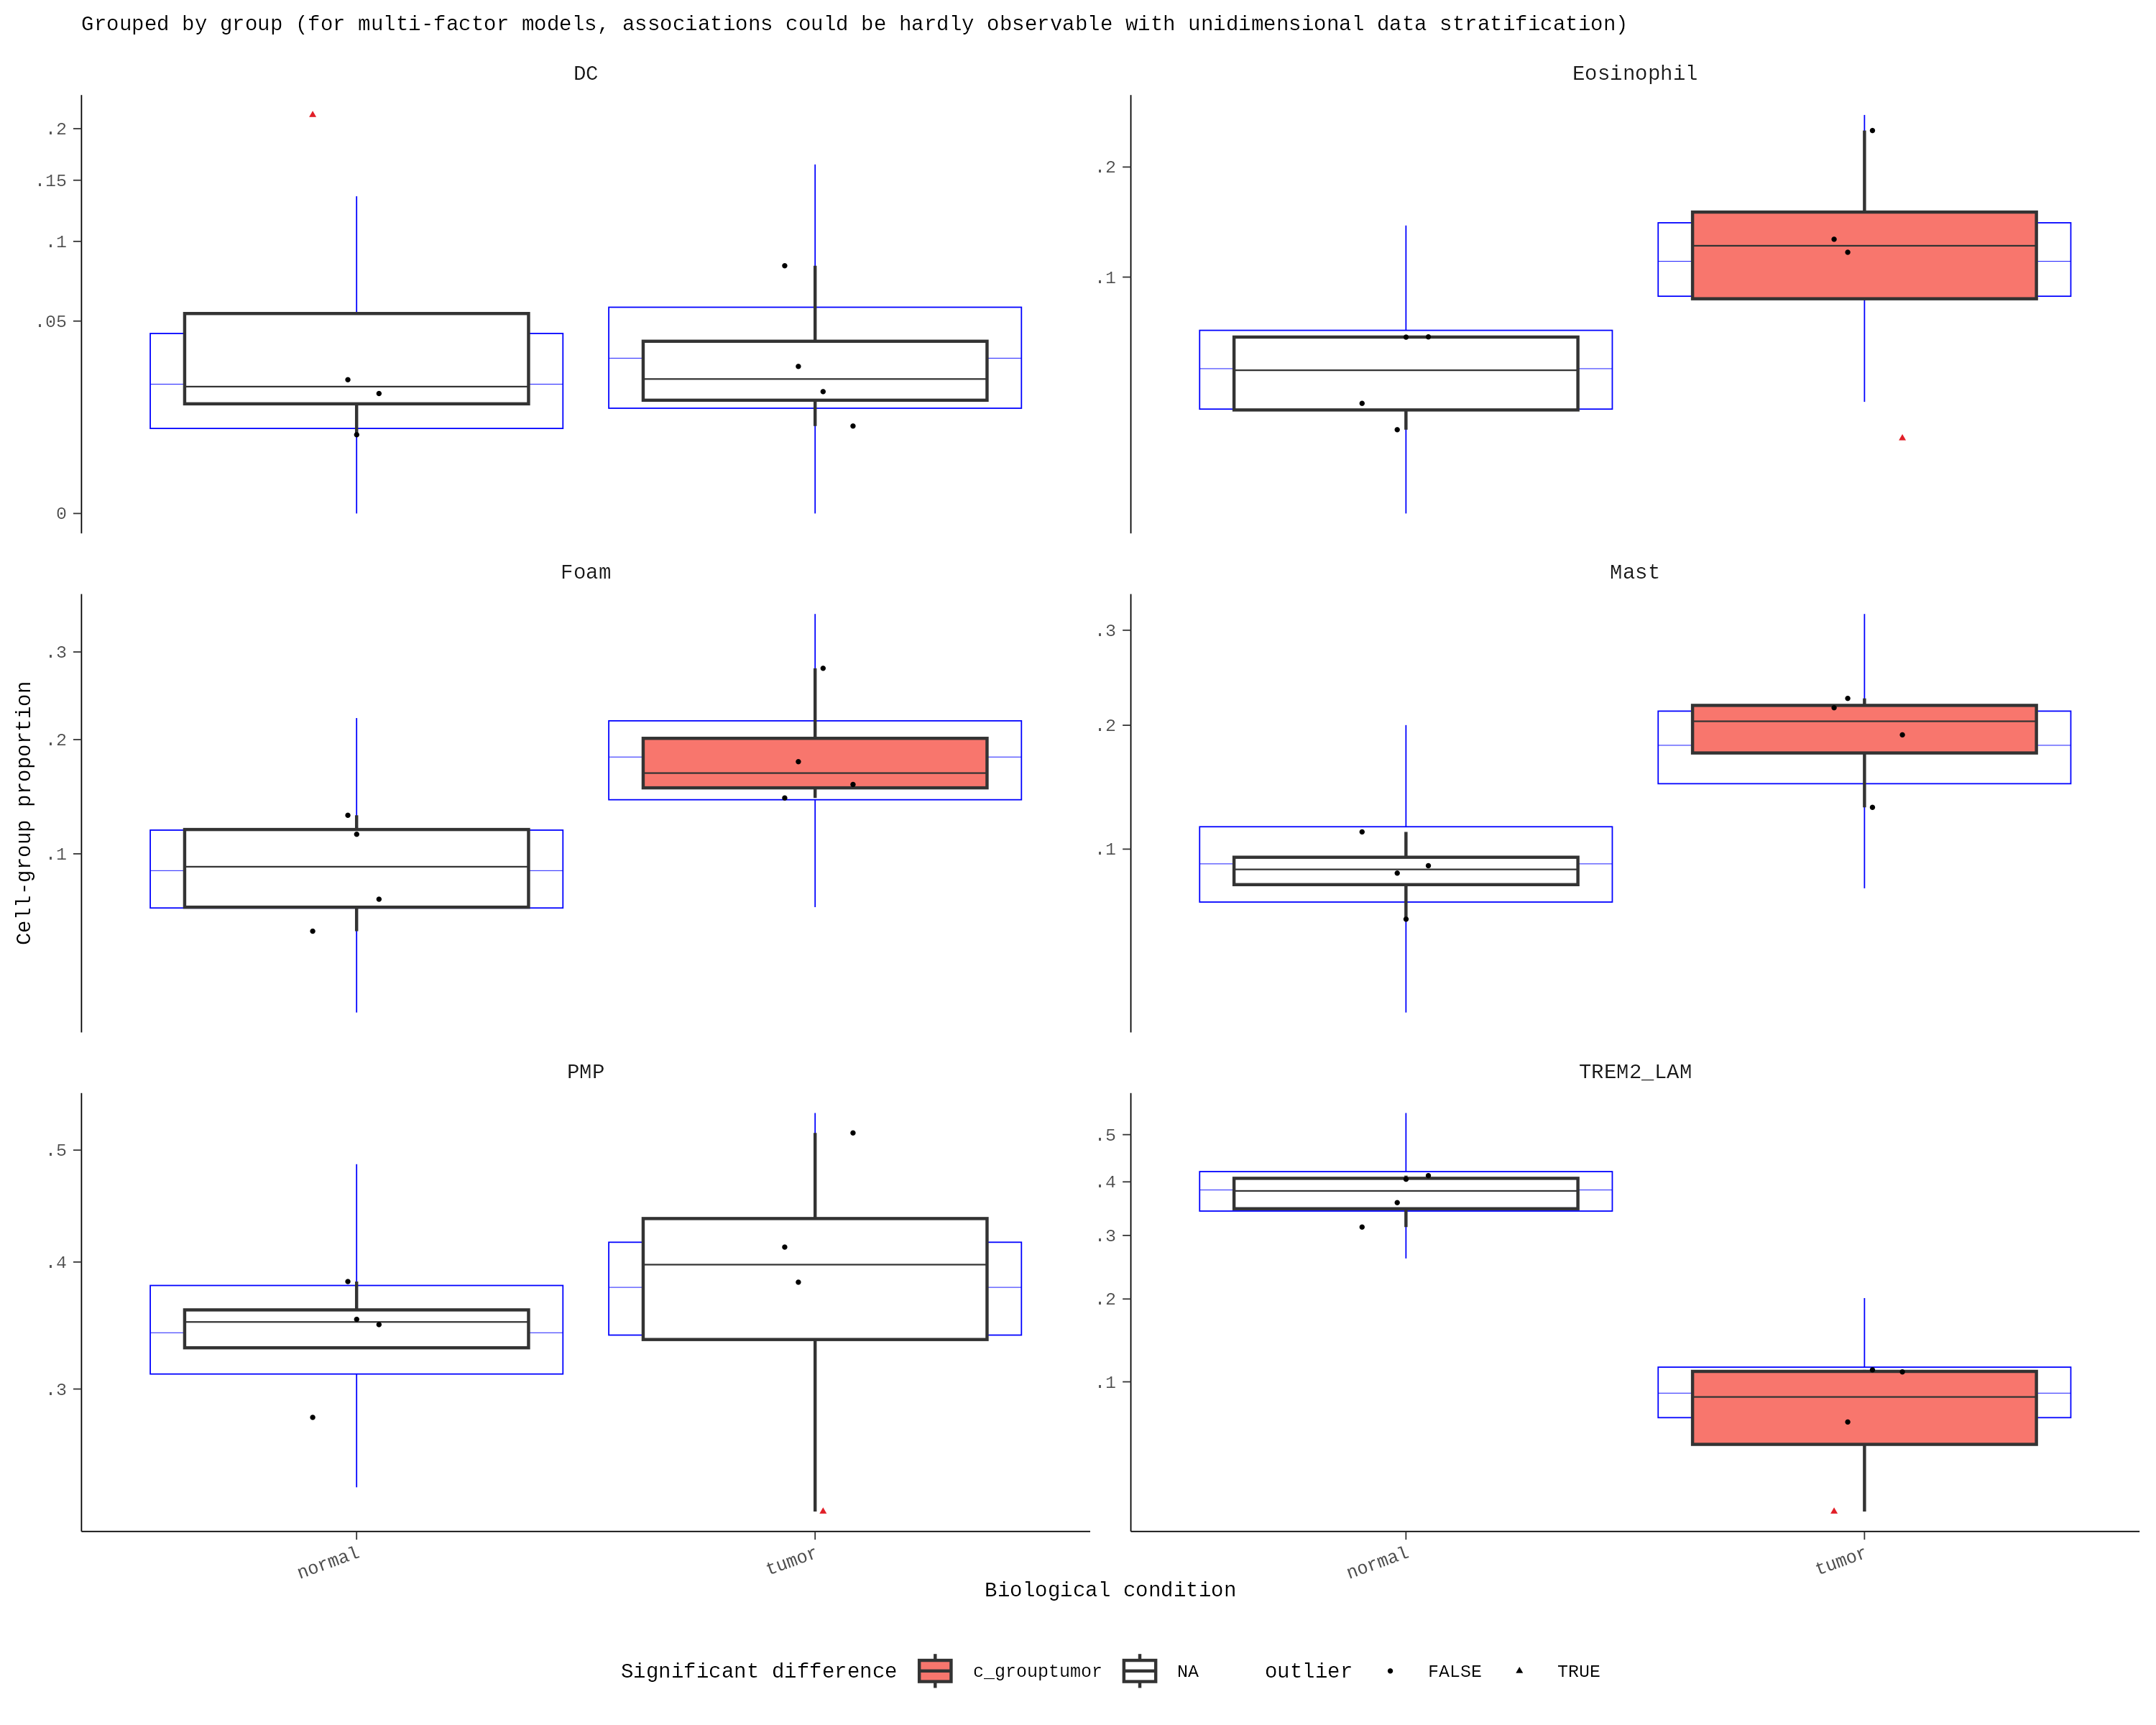 Grouped by group (for multi-factor models, associations could be hardly observable with unidimensional data stratification)
DC
Eosinophil
.2
.15
.1
.05
0
.2
.1
Foam
Mast
.3
.2
.1
.3
.2
.1
Cell-group proportion
PMP
TREM2_LAM
.5
.4
.3
.5
.4
.3
.2
.1
normal
tumor
normal
tumor
Biological condition
Significant difference c_grouptumor NA outlier FALSE TRUE